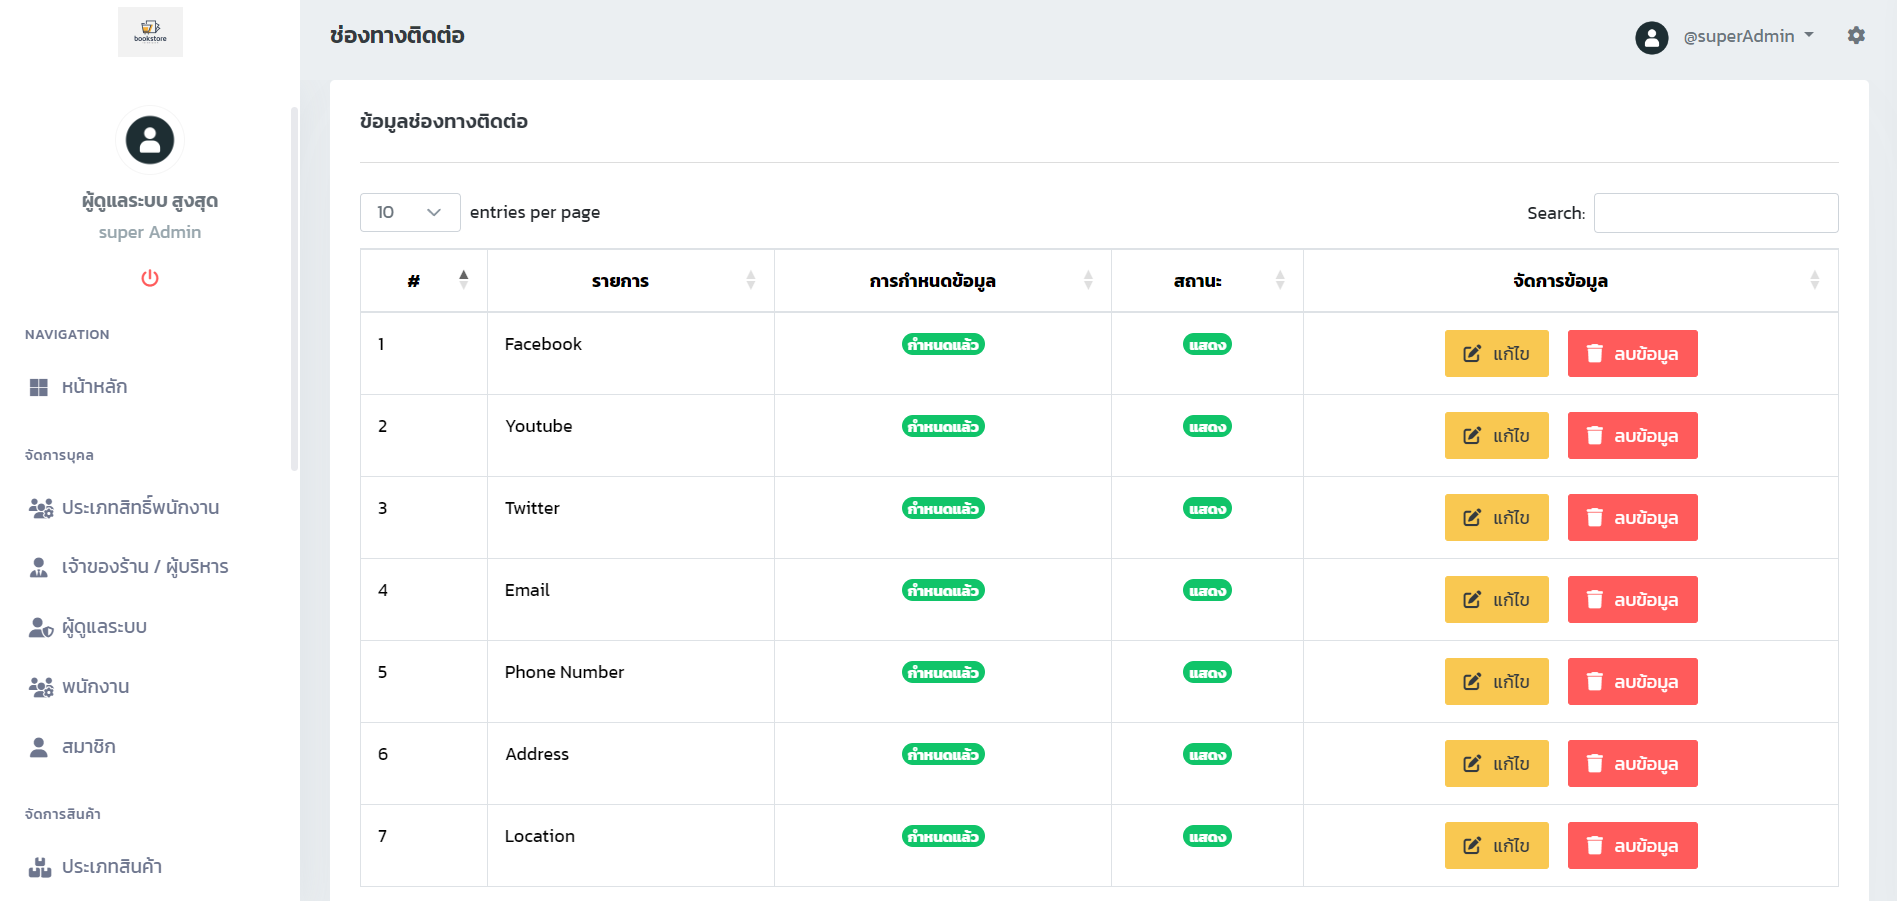 bookstore
ผู้ดูแลระบบ สูงสุด
super Admin
NAVIGATION
หน้าหลัก
จัดการบุคล
ประเภทสิทธิ์พนักงาน
เจ้าของร้าน / ผู้บริหาร
ผู้ดูแลระบบ
พนักงาน
สมาชิก
จัดการสินค้า
ประเภทสินค้า
ช่องทางติดต่อ
@superAdmin
ข้อมูลช่องทางติดต่อ
10 entries per page
Search:
# รายการ การกำหนดข้อมูล สถานะ จัดการข้อมูล
1 Facebook กำหนดแล้ว แสดง แก้ไข ลบข้อมูล
2 Youtube กำหนดแล้ว แสดง แก้ไข ลบข้อมูล
3 Twitter กำหนดแล้ว แสดง แก้ไข ลบข้อมูล
4 Email กำหนดแล้ว แสดง แก้ไข ลบข้อมูล
5 Phone Number กำหนดแล้ว แสดง แก้ไข ลบข้อมูล
6 Address กำหนดแล้ว แสดง แก้ไข ลบข้อมูล
7 Location กำหนดแล้ว แสดง แก้ไข ลบข้อมูล